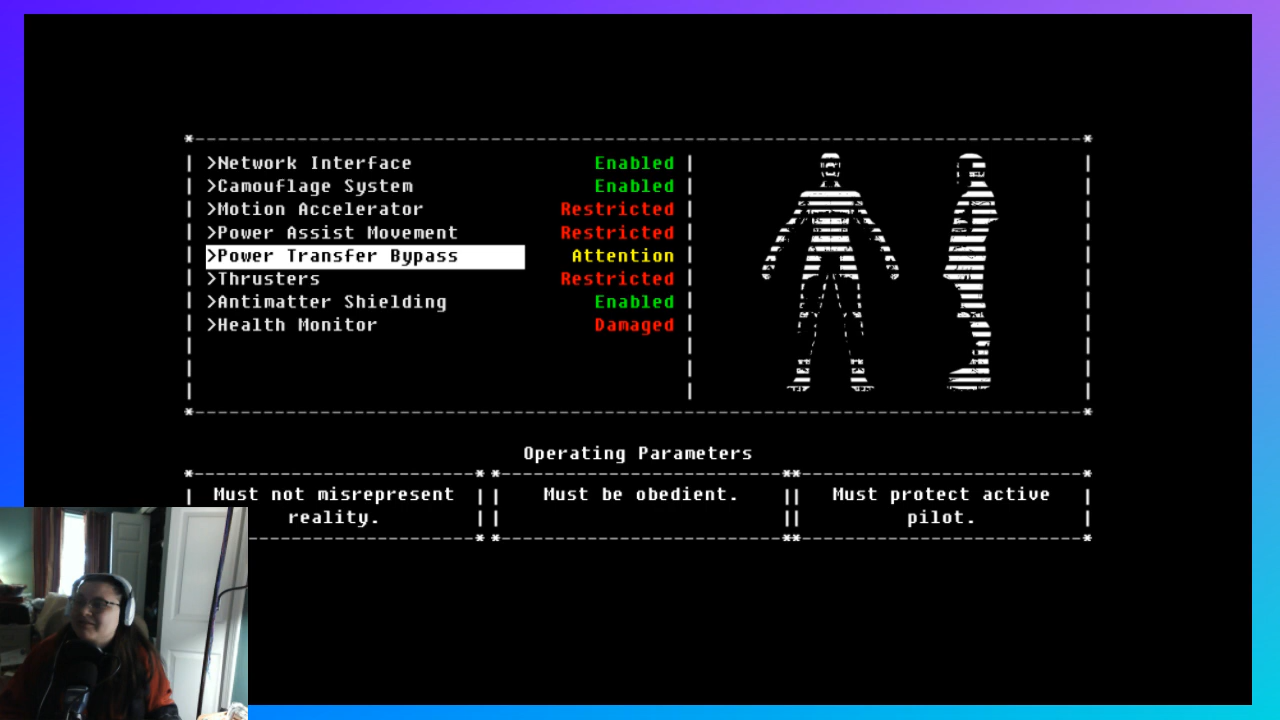 >Network Interface Enabled
>Camouflage System Enabled
>Motion Accelerator Restricted
>Power Assist Movement Restricted
>Power Transfer Bypass Attention
>Thrusters Restricted
>Antimatter Shielding Enabled
>Health Monitor Damaged
Operating Parameters
Must not misrepresent
reality.
Must be obedient.
Must protect active
pilot.